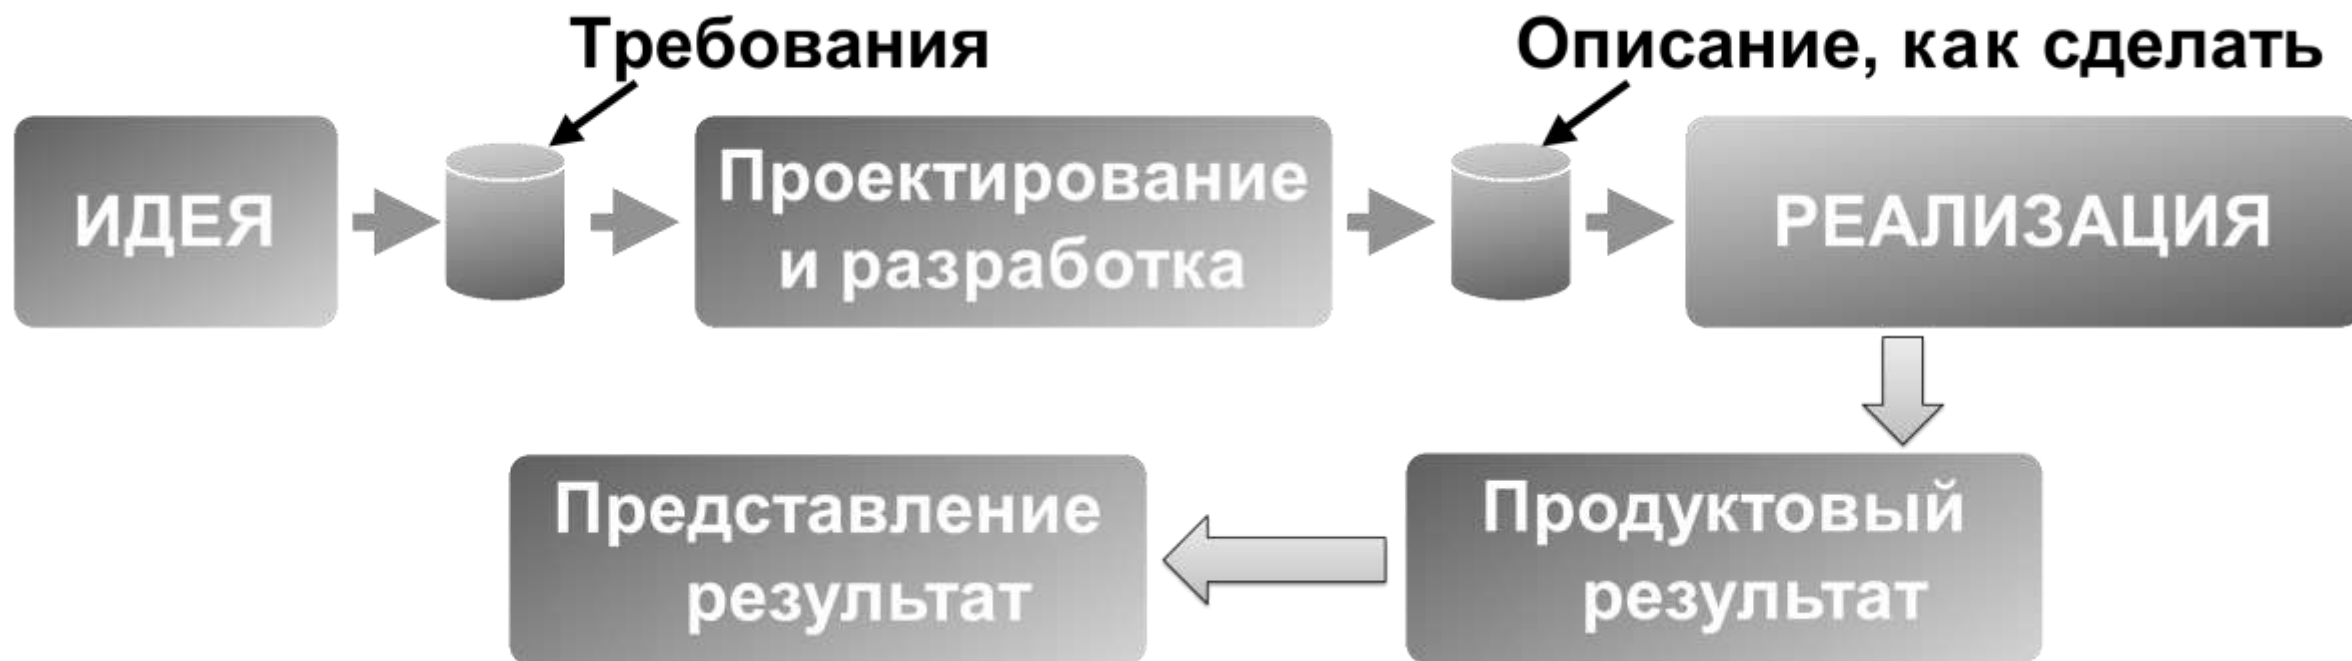 Требования
Описание, как сделать
ИДЕЯ
Проектирование
и разработка
РЕАЛИЗАЦИЯ
Продуктовый
результат
Представление
результат